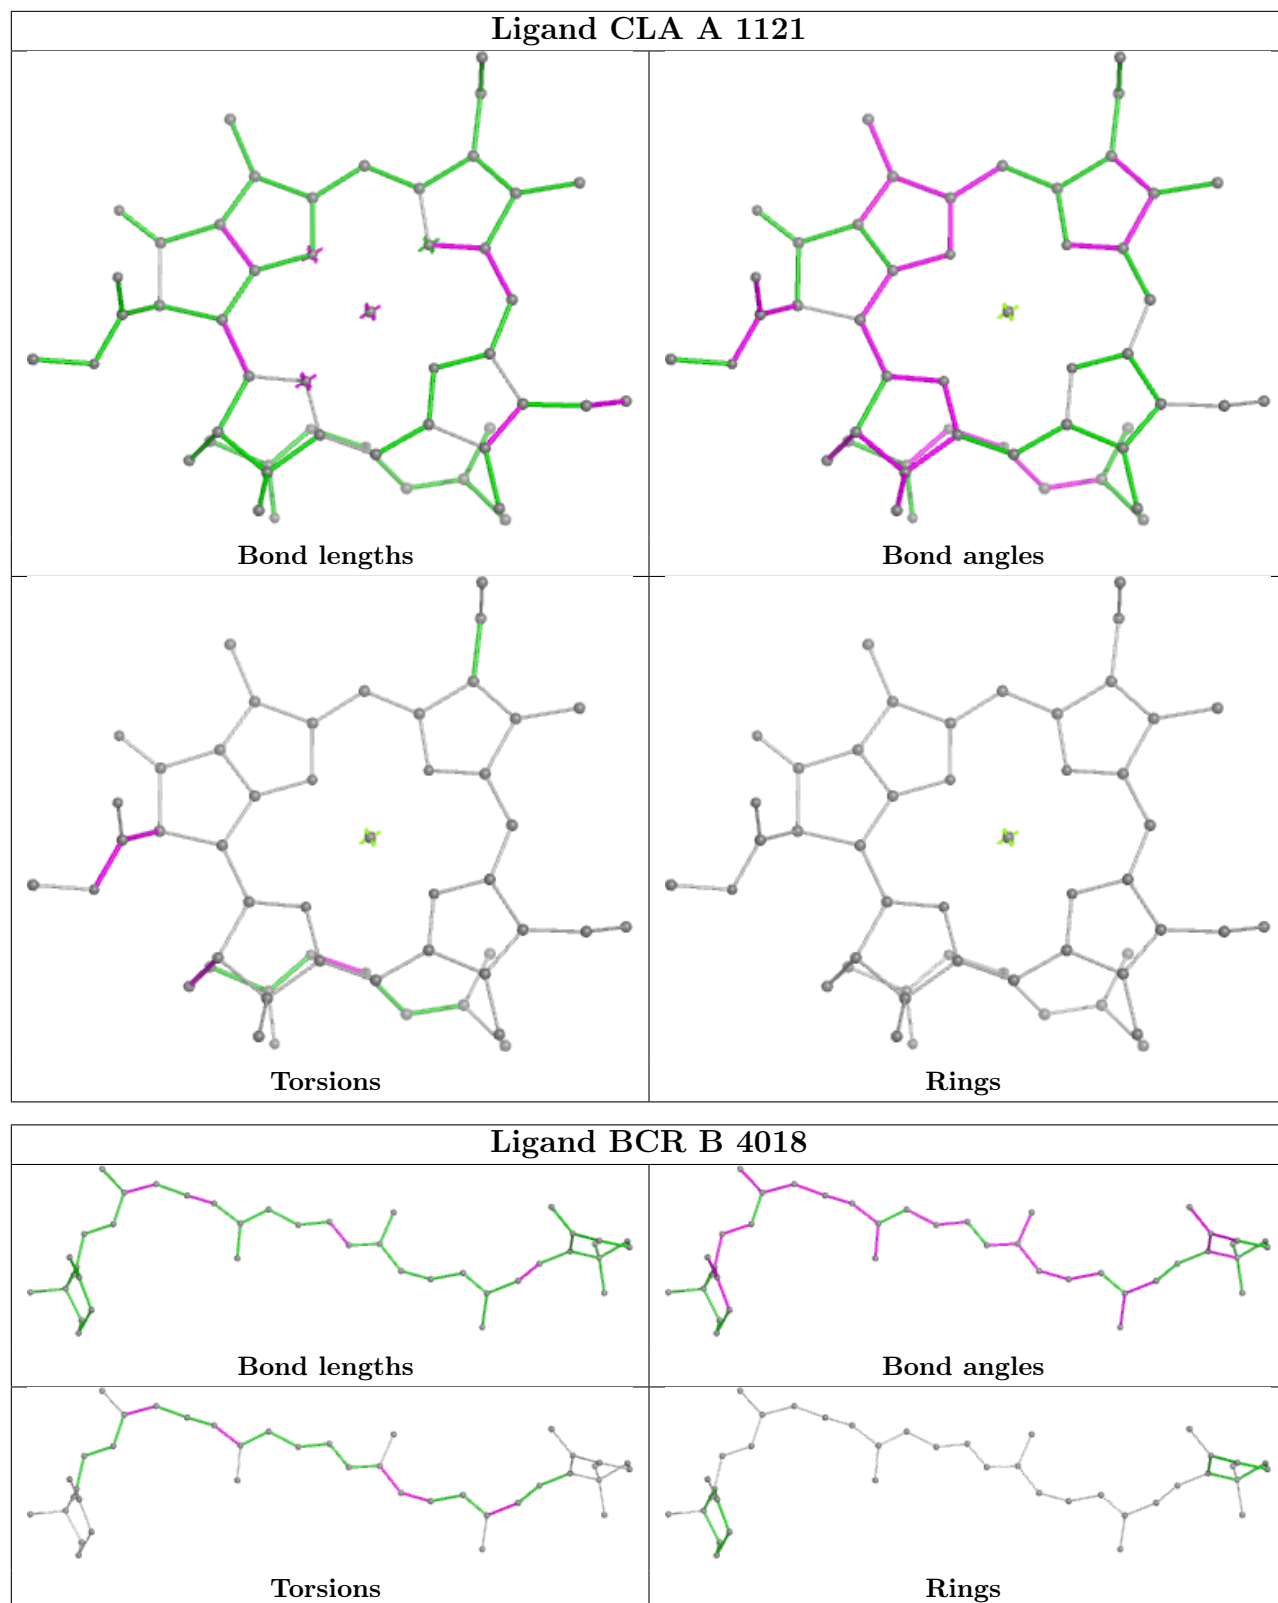 Ligand CLA A 1121
Bond lengths
Bond angles
Torsions
Rings
Ligand BCR B 4018
Bond lengths
Bond angles
Torsions
Rings